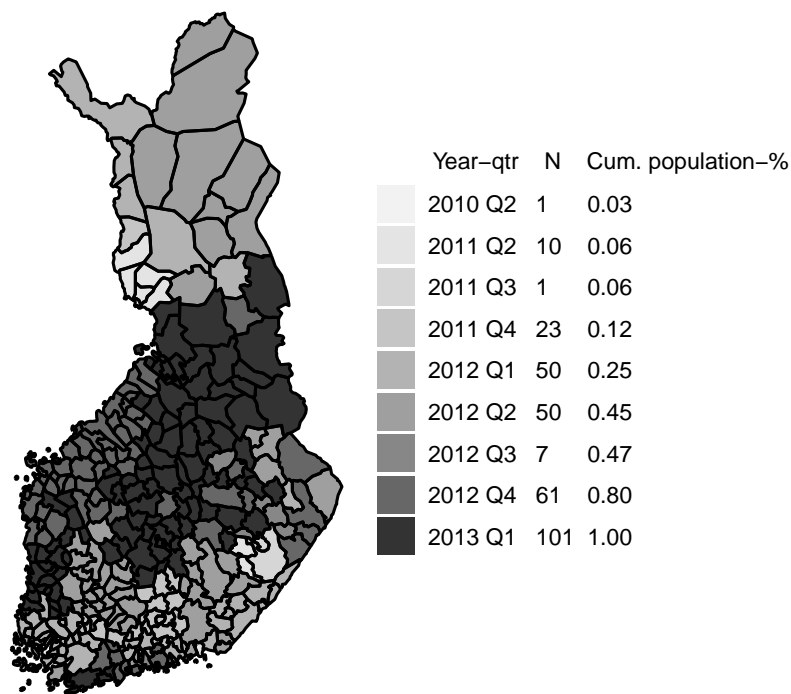 Year–qtr N Cum. population–%
2010 Q2 1 0.03
2011 Q2 10 0.06
2011 Q3 1 0.06
2011 Q4 23 0.12
2012 Q1 50 0.25
2012 Q2 50 0.45
2012 Q3 7 0.47
2012 Q4 61 0.80
2013 Q1 101 1.00